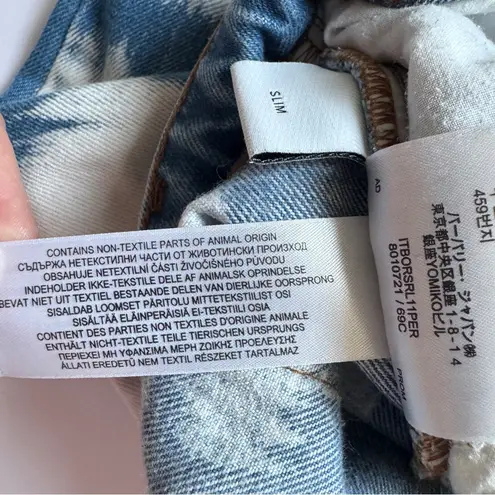 SLIM
CONTAINS NON-TEXTILE PARTS OF ANIMAL ORIGIN
СЪДЪРЖА НЕТЕКСТИЛНИ ЧАСТИ ОТ ЖИВОТИНСКИ ПРОИЗХОД
OBSAHUJE NETEXTILNÍ ČÁSTI ŽIVOČIŠNÉHO PŮVODU
INDEHOLDER IKKE-TEKSTILE DELE AF ANIMALSK OPRINDELSE
BEVAT NIET UIT TEXTIEL BESTAANDE DELEN VAN DIERLIJKE OORSPRONG
SISALDAB LOOMSET PÄRITOLU MITTETEKSTIILIST OSI
SISÄLTÄÄ ELÄINPERÄISIÄ EI-TEKSTIILI OSIA
CONTIENT DES PARTIES NON TEXTILES D'ORIGINE ANIMALE
ENTHÄLT NICHT-TEXTILE TEILE TIERISCHEN URSPRUNGS
ΠΕΡΙΕΧΕΙ ΜΗ ΥΦΑΝΣΙΜΑ ΜΕΡΗ ΖΩΙΚΗΣ ΠΡΟΕΛΕΥΣΗΣ
ÁLLATI EREDETŰ NEM TEXTIL RÉSZEKET TARTALMAZ
459번지
バーバリー・ジャパン㈱
東京都中央区銀座1-8-14
銀座YOMIKOビル
ITBORSRL11PER
8010721 / 69C